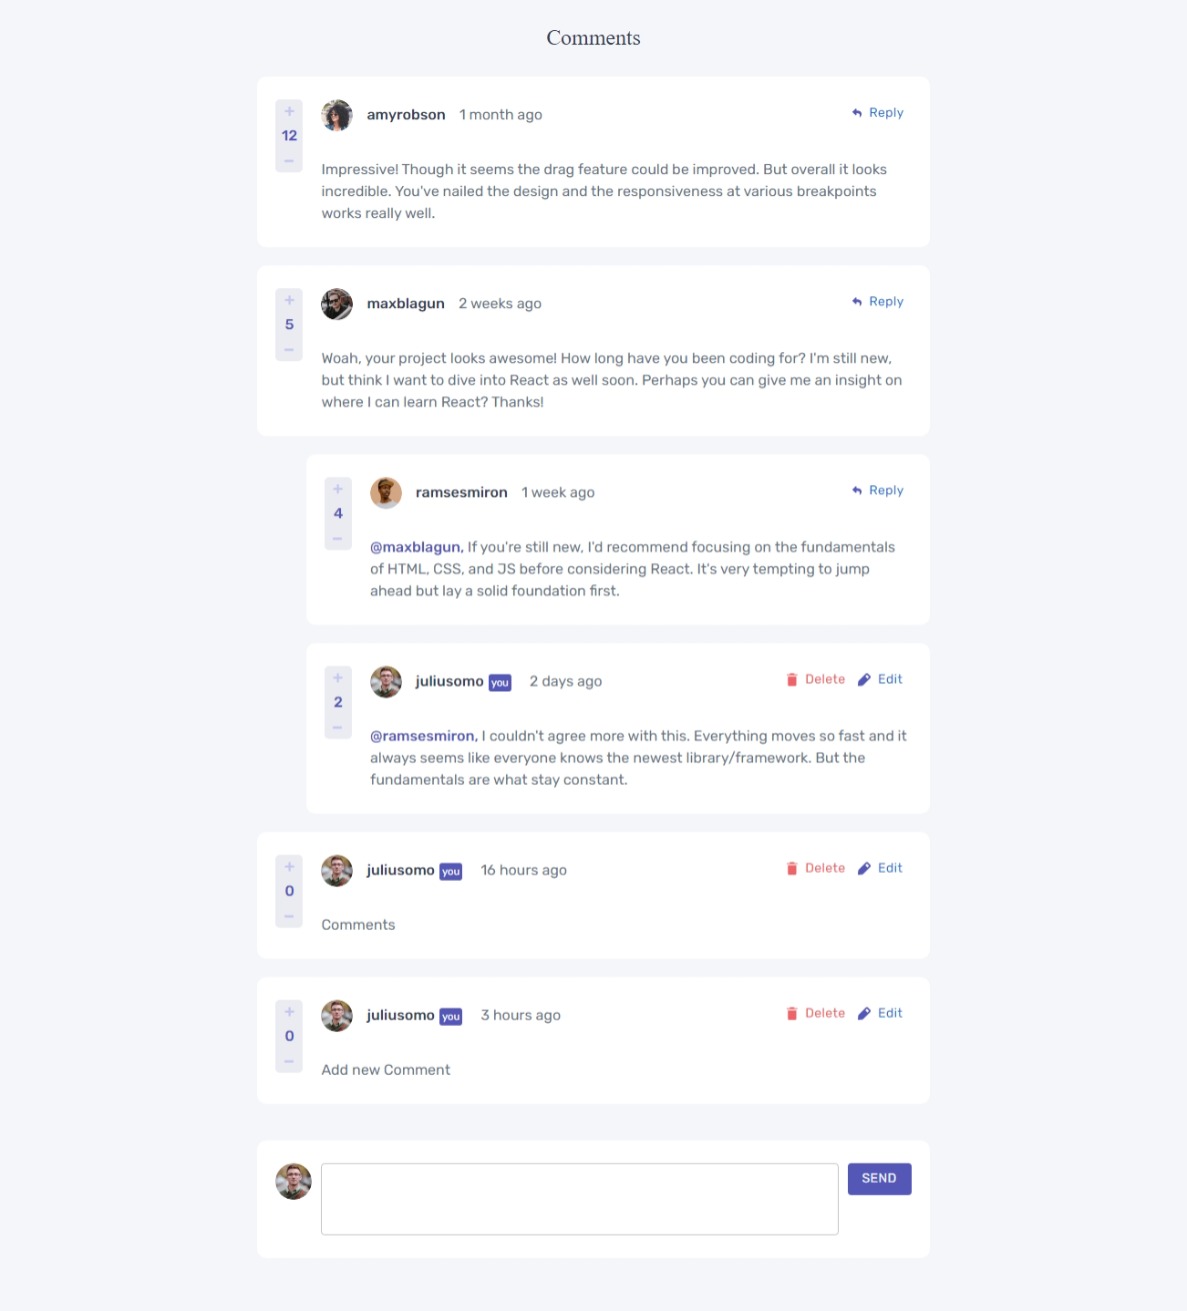 Comments
+
12
−
amyrobson 1 month ago Reply
Impressive! Though it seems the drag feature could be improved. But overall it looks
incredible. You've nailed the design and the responsiveness at various breakpoints
works really well.
+
5
−
maxblagun 2 weeks ago Reply
Woah, your project looks awesome! How long have you been coding for? I'm still new,
but think I want to dive into React as well soon. Perhaps you can give me an insight on
where I can learn React? Thanks!
+
4
−
ramsesmiron 1 week ago Reply
@maxblagun, If you're still new, I'd recommend focusing on the fundamentals
of HTML, CSS, and JS before considering React. It's very tempting to jump
ahead but lay a solid foundation first.
+
2
−
juliusomo you 2 days ago Delete Edit
@ramsesmiron, I couldn't agree more with this. Everything moves so fast and it
always seems like everyone knows the newest library/framework. But the
fundamentals are what stay constant.
+
0
−
juliusomo you 16 hours ago Delete Edit
Comments
+
0
−
juliusomo you 3 hours ago Delete Edit
Add new Comment
SEND